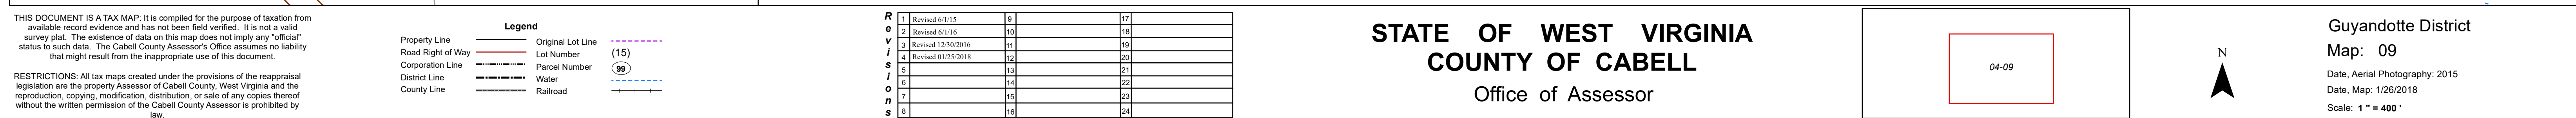 THIS DOCUMENT IS A TAX MAP: It is compiled for the purpose of taxation from
available record evidence and has not been field verified. It is not a valid
survey plat. The existence of data on this map does not imply any "official"
status to such data. The Cabell County Assessor's Office assumes no liability
that might result from the inappropriate use of this document.
RESTRICTIONS: All tax maps created under the provisions of the reappraisal
legislation are the property Assessor of Cabell County, West Virginia and the
reproduction, copying, modification, distribution, or sale of any copies thereof
without the written permission of the Cabell County Assessor is prohibited by
law.
Legend
Property Line
Road Right of Way
Corporation Line
District Line
County Line
Original Lot Line
Lot Number (15)
Parcel Number 99
Water
Railroad
Revisions
1 Revised 6/1/15 9 17
2 Revised 6/1/16 10 18
3 Revised 12/30/2016 11 19
4 Revised 01/25/2018 12 20
5 13 21
6 14 22
7 15 23
8 16 24
STATE OF WEST VIRGINIA
COUNTY OF CABELL
Office of Assessor
04-09
N
Guyandotte District
Map: 09
Date, Aerial Photography: 2015
Date, Map: 1/26/2018
Scale: 1 " = 400 '